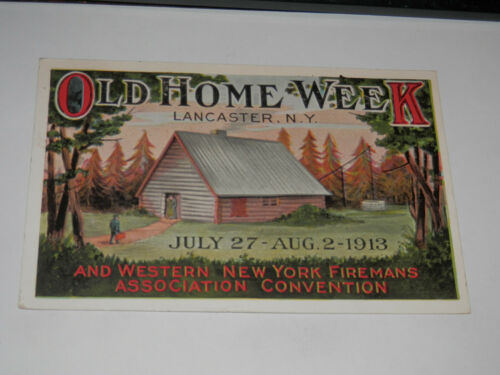 OLD HOME WEEK
LANCASTER, N.Y.
JULY 27-AUG. 2-1913
AND WESTERN NEW YORK FIREMANS
ASSOCIATION CONVENTION